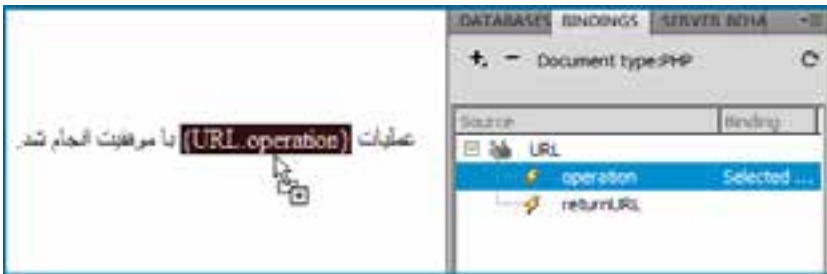 عملیات {URL.operation} با موفقیت انجام شد.
DATABASES BINDINGS SERVER BEHA
Document type:PHP
Source Binding
URL
operation Selected ...
returnURL